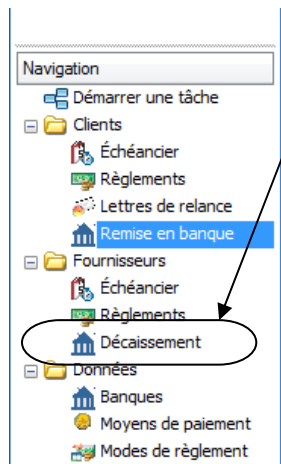 Navigation
Démarrer une tâche
Clients
Échéancier
Règlements
Lettres de relance
Remise en banque
Fournisseurs
Échéancier
Règlements
Décaissement
Données
Banques
Moyens de paiement
Modes de règlement